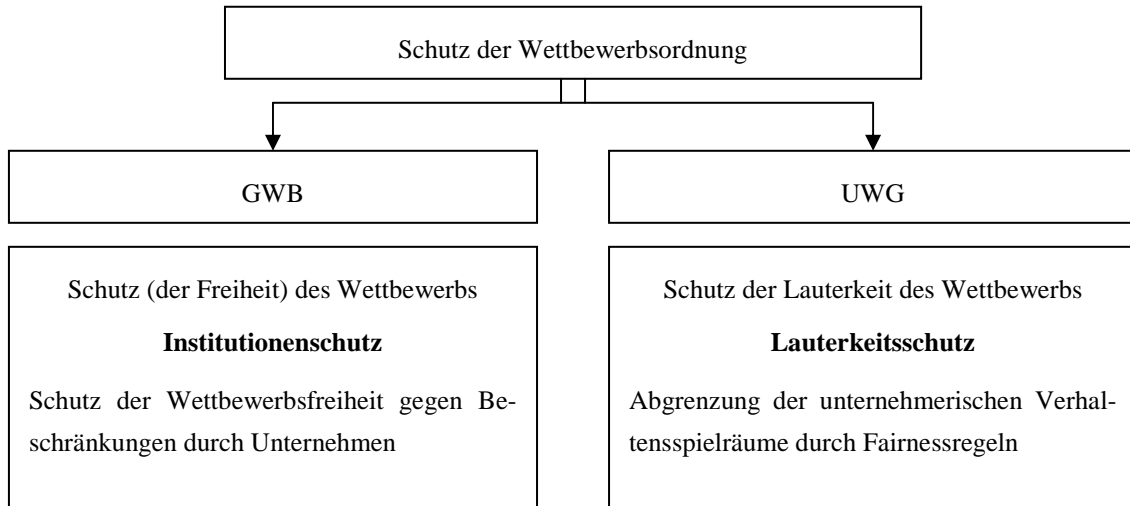 Schutz der Wettbewerbsordnung
GWB
UWG
Schutz (der Freiheit) des Wettbewerbs
Institutionenschutz
Schutz der Wettbewerbsfreiheit gegen Be-
schränkungen durch Unternehmen
Schutz der Lauterkeit des Wettbewerbs
Lauterkeitsschutz
Abgrenzung der unternehmerischen Verhal-
tensspielräume durch Fairnessregeln